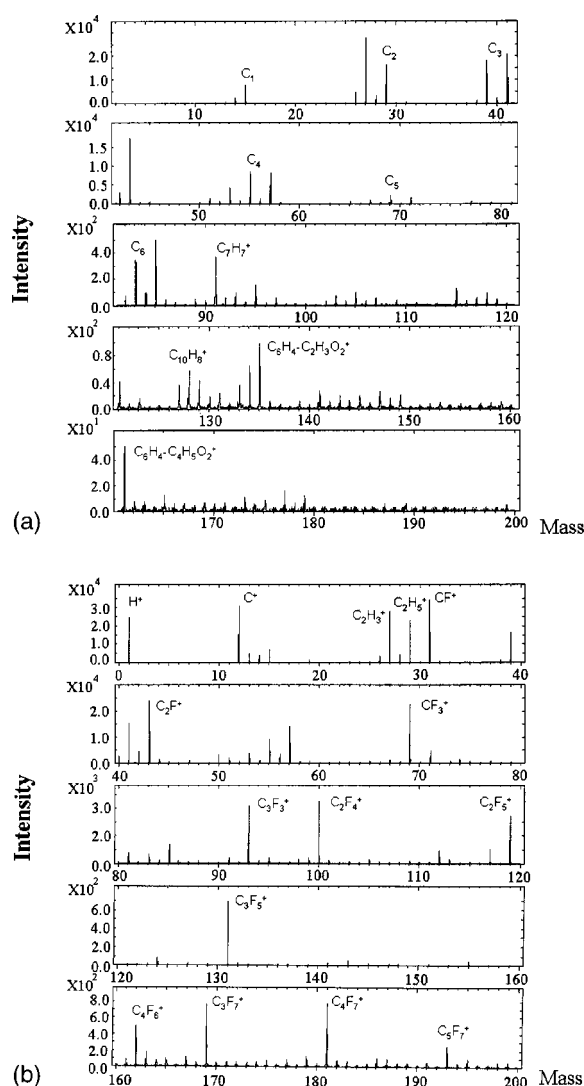 X10⁴
2.0
1.0
0.0
C₁
C₂
C₃
20
30
40
X10⁴
1.5
1.0
0.5
0.0
C₄
C₅
50
60
70
80
X10²
4.0
2.0
0.0
C₆
C₇H₇⁺
90
100
110
120
X10²
0.8
0.4
0.0
C₁₀H₈⁺
C₆H₄-C₂H₃O₂⁺
130
140
150
160
X10¹
4.0
2.0
0.0
C₆H₄-C₄H₅O₂⁺
170
180
190
200
Mass
Intensity
(a)
X10⁴
3.0
2.0
1.0
0.0
H⁺
C⁺
C₂H₃⁺
C₂H₅⁺
CF⁺
0
10
20
30
40
X10⁴
2.0
1.0
0.0
C₂F⁺
CF₃⁺
40
50
60
70
80
X10³
3.0
2.0
1.0
0.0
C₃F₃⁺
C₂F₄⁺
C₂F₅⁺
80
90
100
110
120
X10²
6.0
4.0
2.0
0.0
C₃F₅⁺
120
130
140
150
160
X10²
8.0
6.0
4.0
2.0
0.0
C₄F₆⁺
C₃F₇⁺
C₄F₇⁺
C₅F₇⁺
160
170
180
190
200
Mass
Intensity
(b)